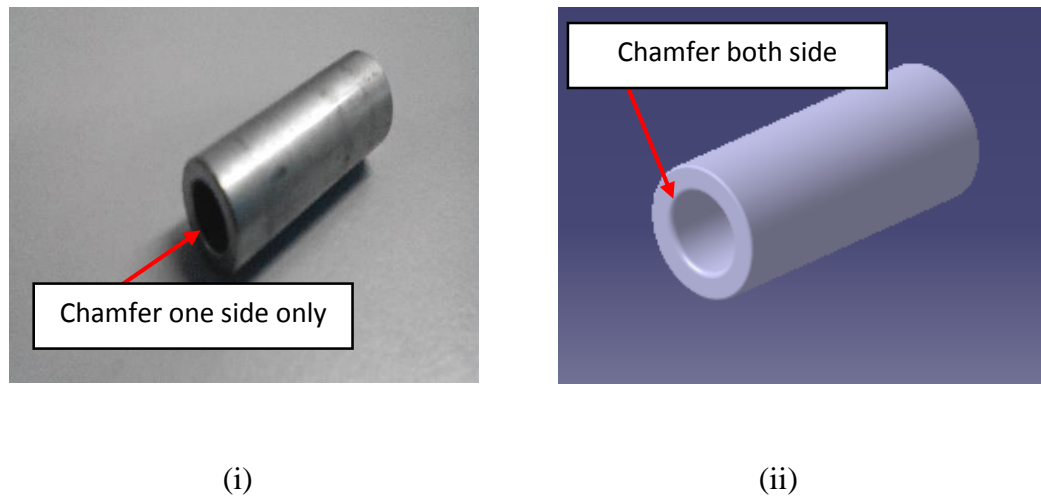 Chamfer both side
Chamfer one side only
(i)
(ii)